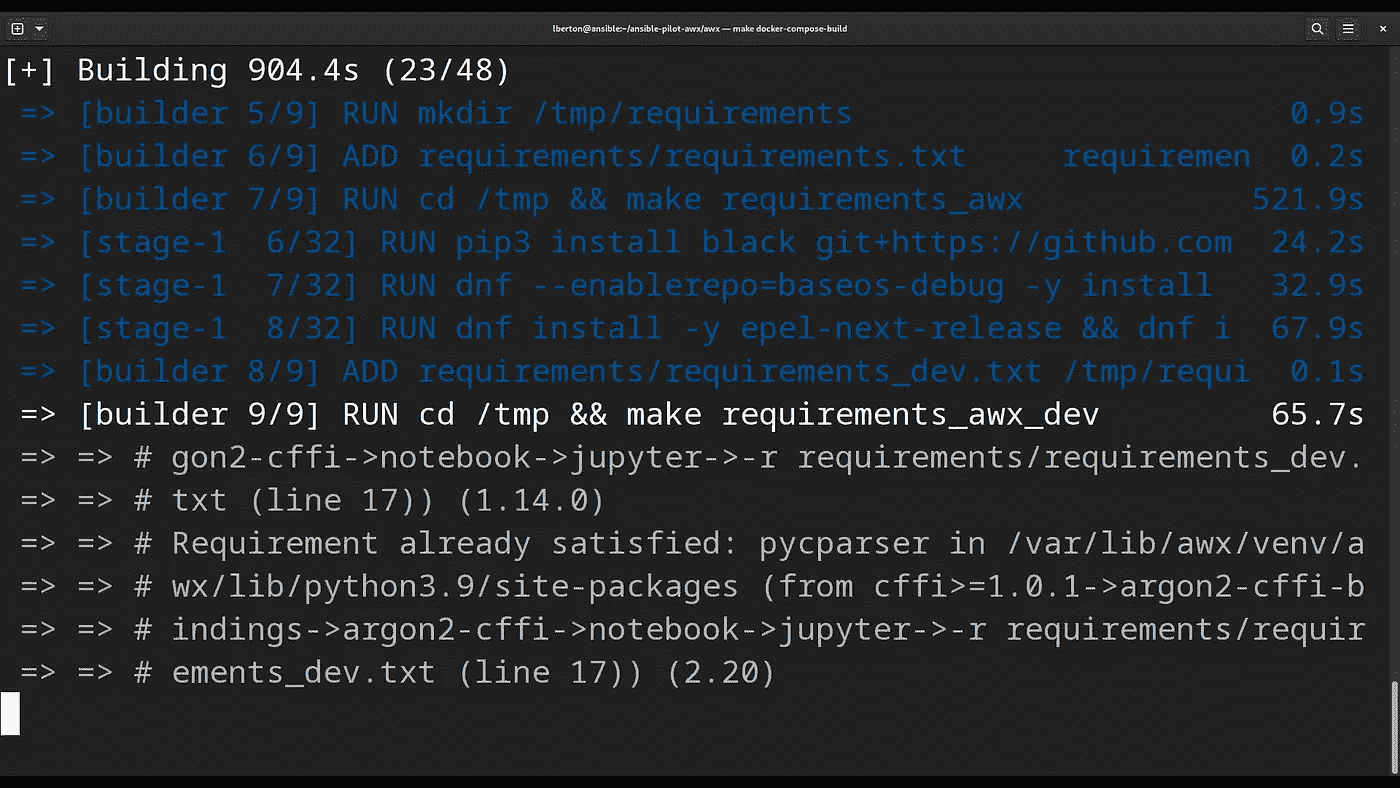 lberton@ansible:~/ansible-pilot-awx/awx — make docker-compose-build
[+] Building 904.4s (23/48)
=> [builder 5/9] RUN mkdir /tmp/requirements 0.9s
=> [builder 6/9] ADD requirements/requirements.txt requiremen 0.2s
=> [builder 7/9] RUN cd /tmp && make requirements_awx 521.9s
=> [stage-1 6/32] RUN pip3 install black git+https://github.com 24.2s
=> [stage-1 7/32] RUN dnf --enablerepo=baseos-debug -y install 32.9s
=> [stage-1 8/32] RUN dnf install -y epel-next-release && dnf i 67.9s
=> [builder 8/9] ADD requirements/requirements_dev.txt /tmp/requi 0.1s
=> [builder 9/9] RUN cd /tmp && make requirements_awx_dev 65.7s
=> => # gon2-cffi->notebook->jupyter->-r requirements/requirements_dev.
=> => # txt (line 17)) (1.14.0)
=> => # Requirement already satisfied: pycparser in /var/lib/awx/venv/a
=> => # wx/lib/python3.9/site-packages (from cffi>=1.0.1->argon2-cffi-b
=> => # indings->argon2-cffi->notebook->jupyter->-r requirements/requir
=> => # ements_dev.txt (line 17)) (2.20)